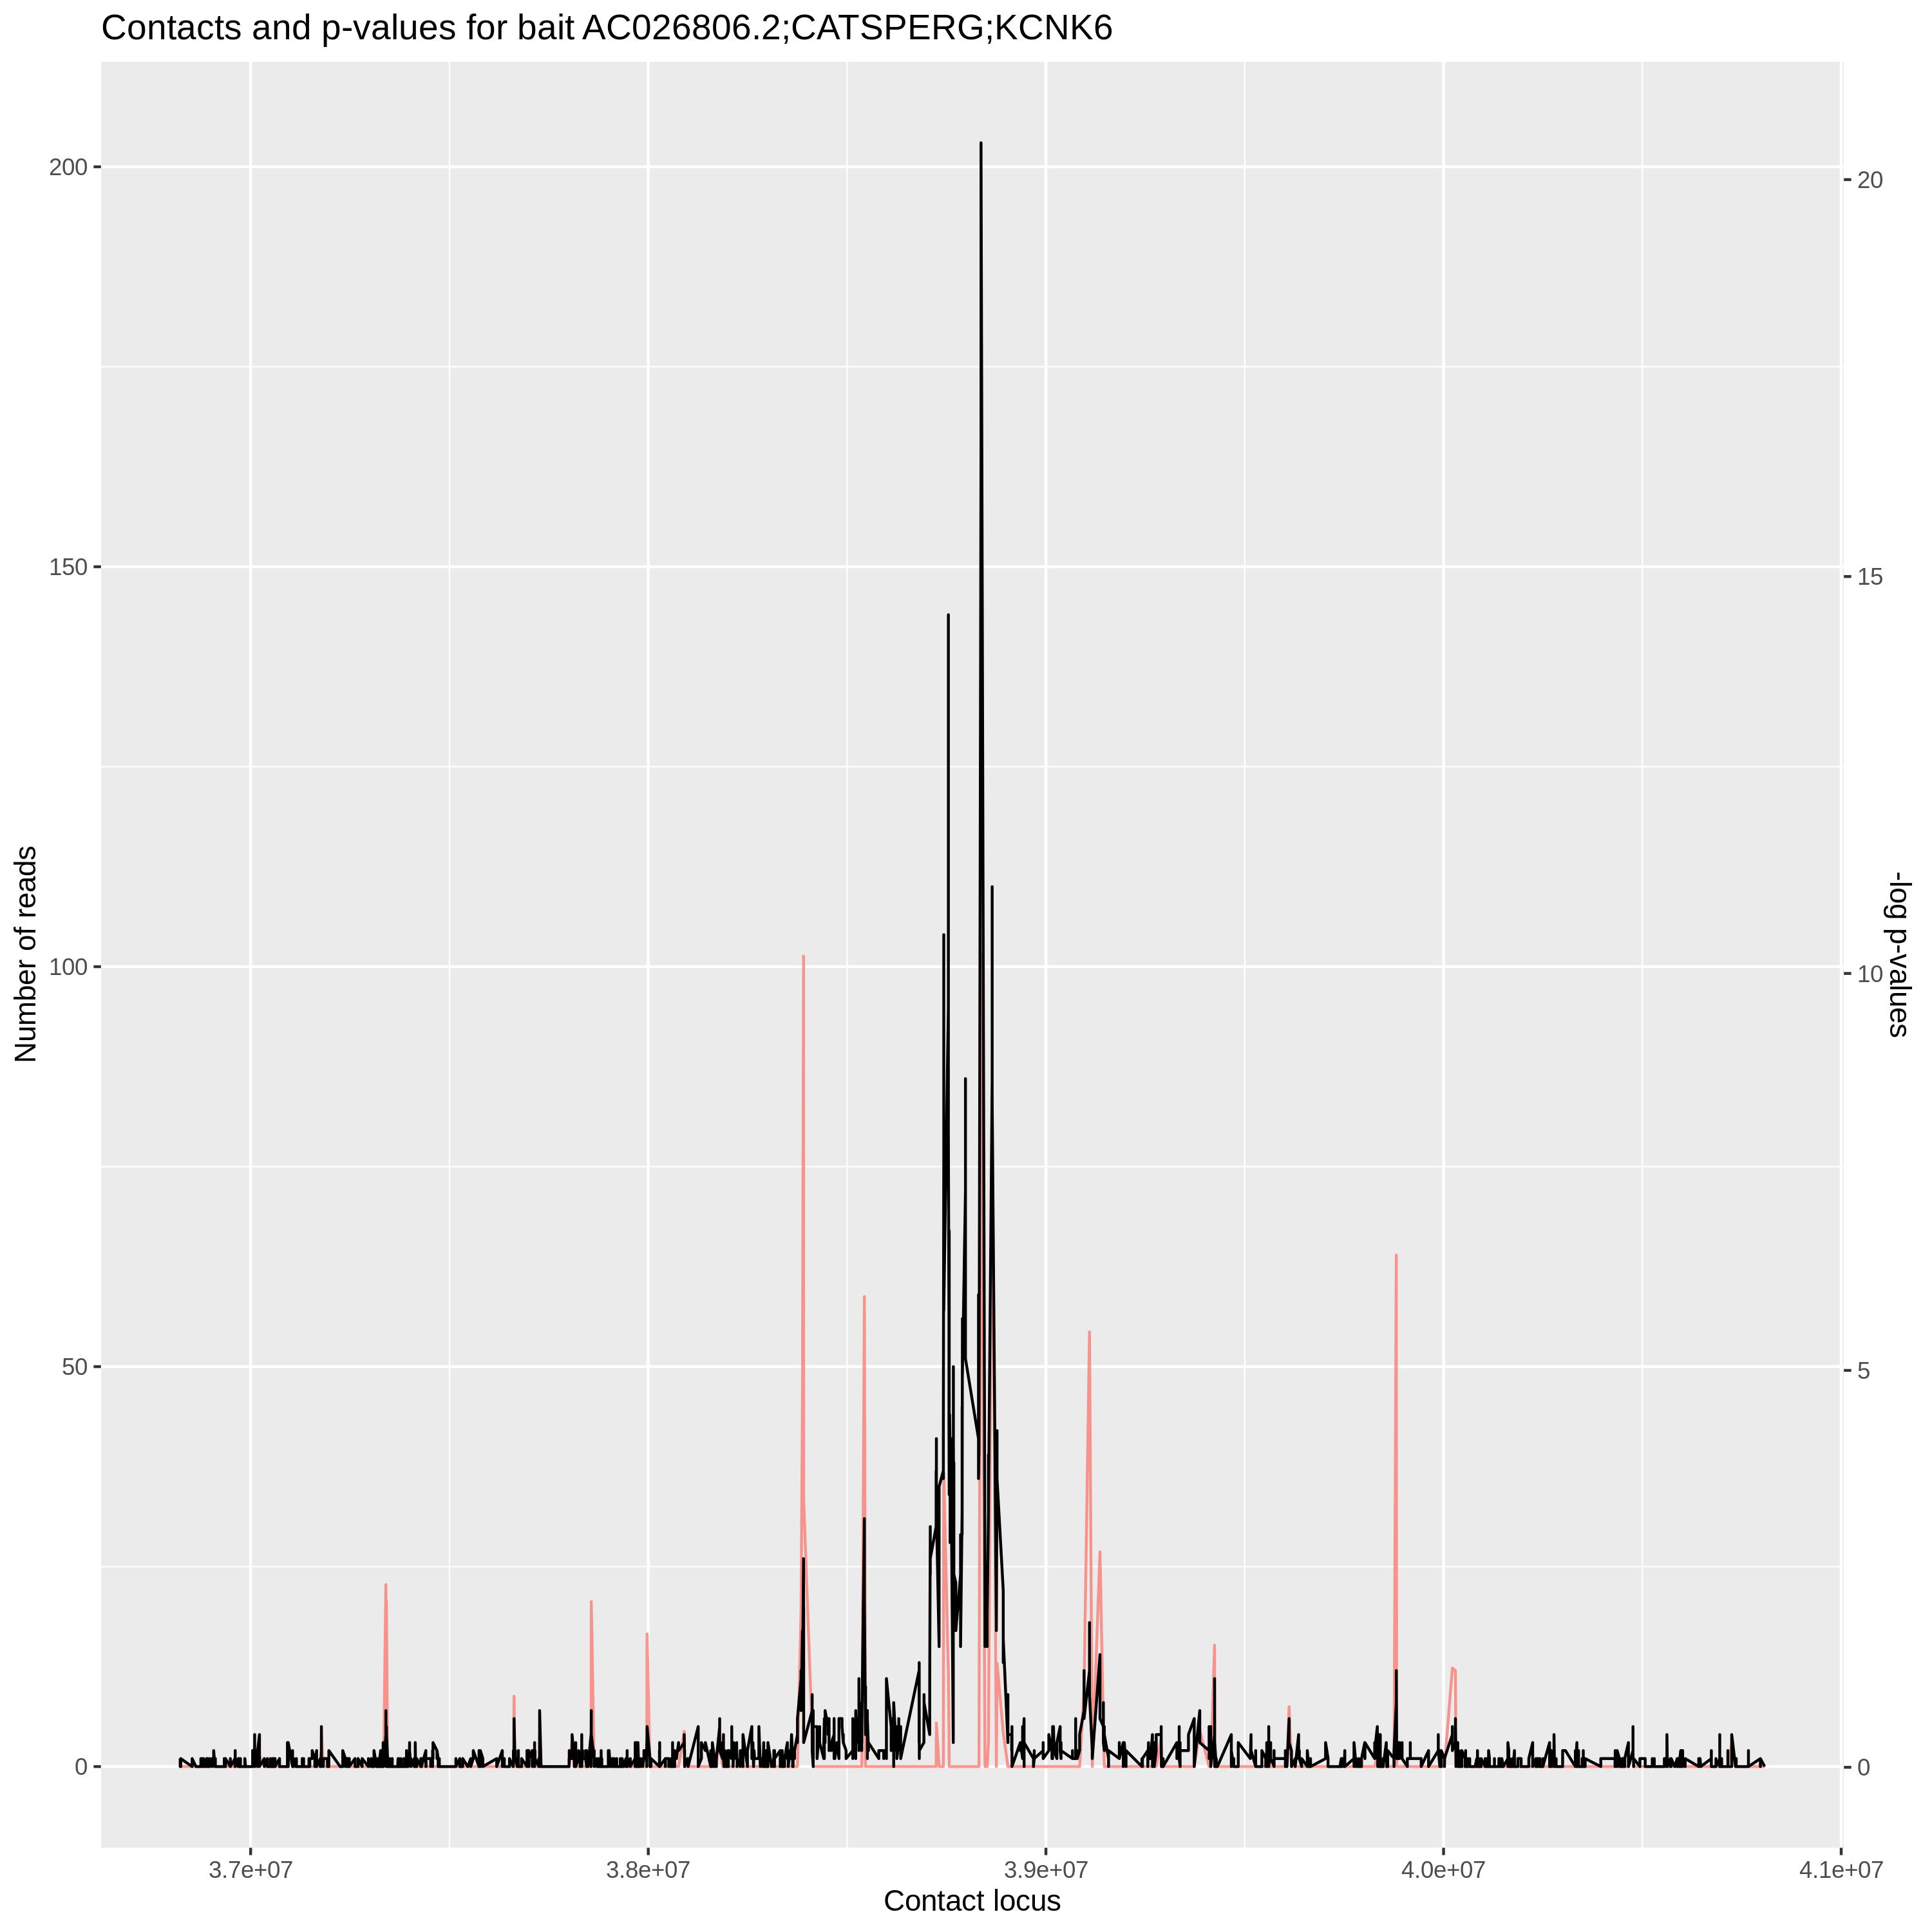 Contacts and p-values for bait AC026806.2;CATSPERG;KCNK6
200
150
100
50
0
Number of reads
20
15
10
5
0
-log p-values
3.7e+07
3.8e+07
3.9e+07
4.0e+07
4.1e+07
Contact locus